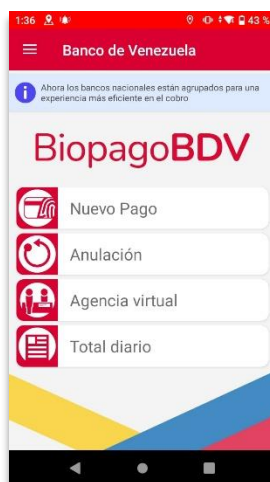 1:36 43 %
Banco de Venezuela
Ahora los bancos nacionales están agrupados para una
experiencia más eficiente en el cobro
BiopagoBDV
Nuevo Pago
Anulación
Agencia virtual
Total diario